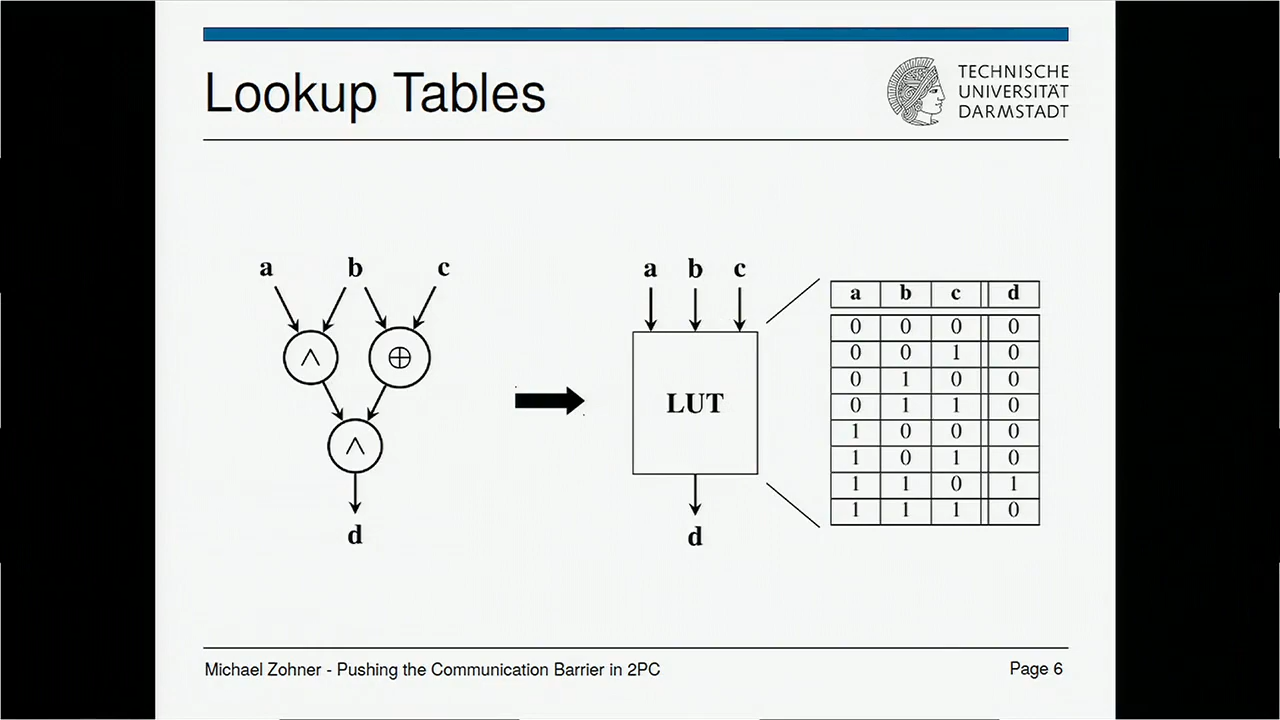 Lookup Tables
TECHNISCHE
UNIVERSITÄT
DARMSTADT
a b c
∧ ⊕
∧
d
a b c
LUT
d
a b c d
0 0 0 0
0 0 1 0
0 1 0 0
0 1 1 0
1 0 0 0
1 0 1 0
1 1 0 1
1 1 1 0
Michael Zohner - Pushing the Communication Barrier in 2PC
Page 6